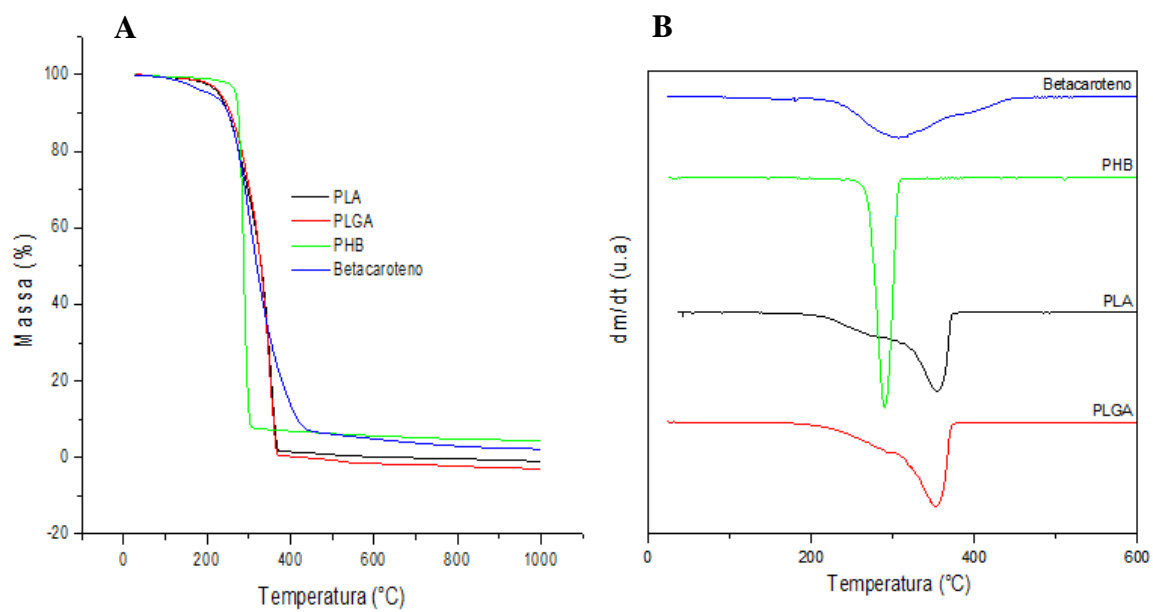 A
100
80
60
40
20
0
-20
Massa (%)
PLA
PLGA
PHB
Betacaroteno
0 200 400 600 800 1000
Temperatura (°C)
B
Betacaroteno
PHB
PLA
PLGA
dm/dt (u.a)
0 200 400 600
Temperatura (°C)